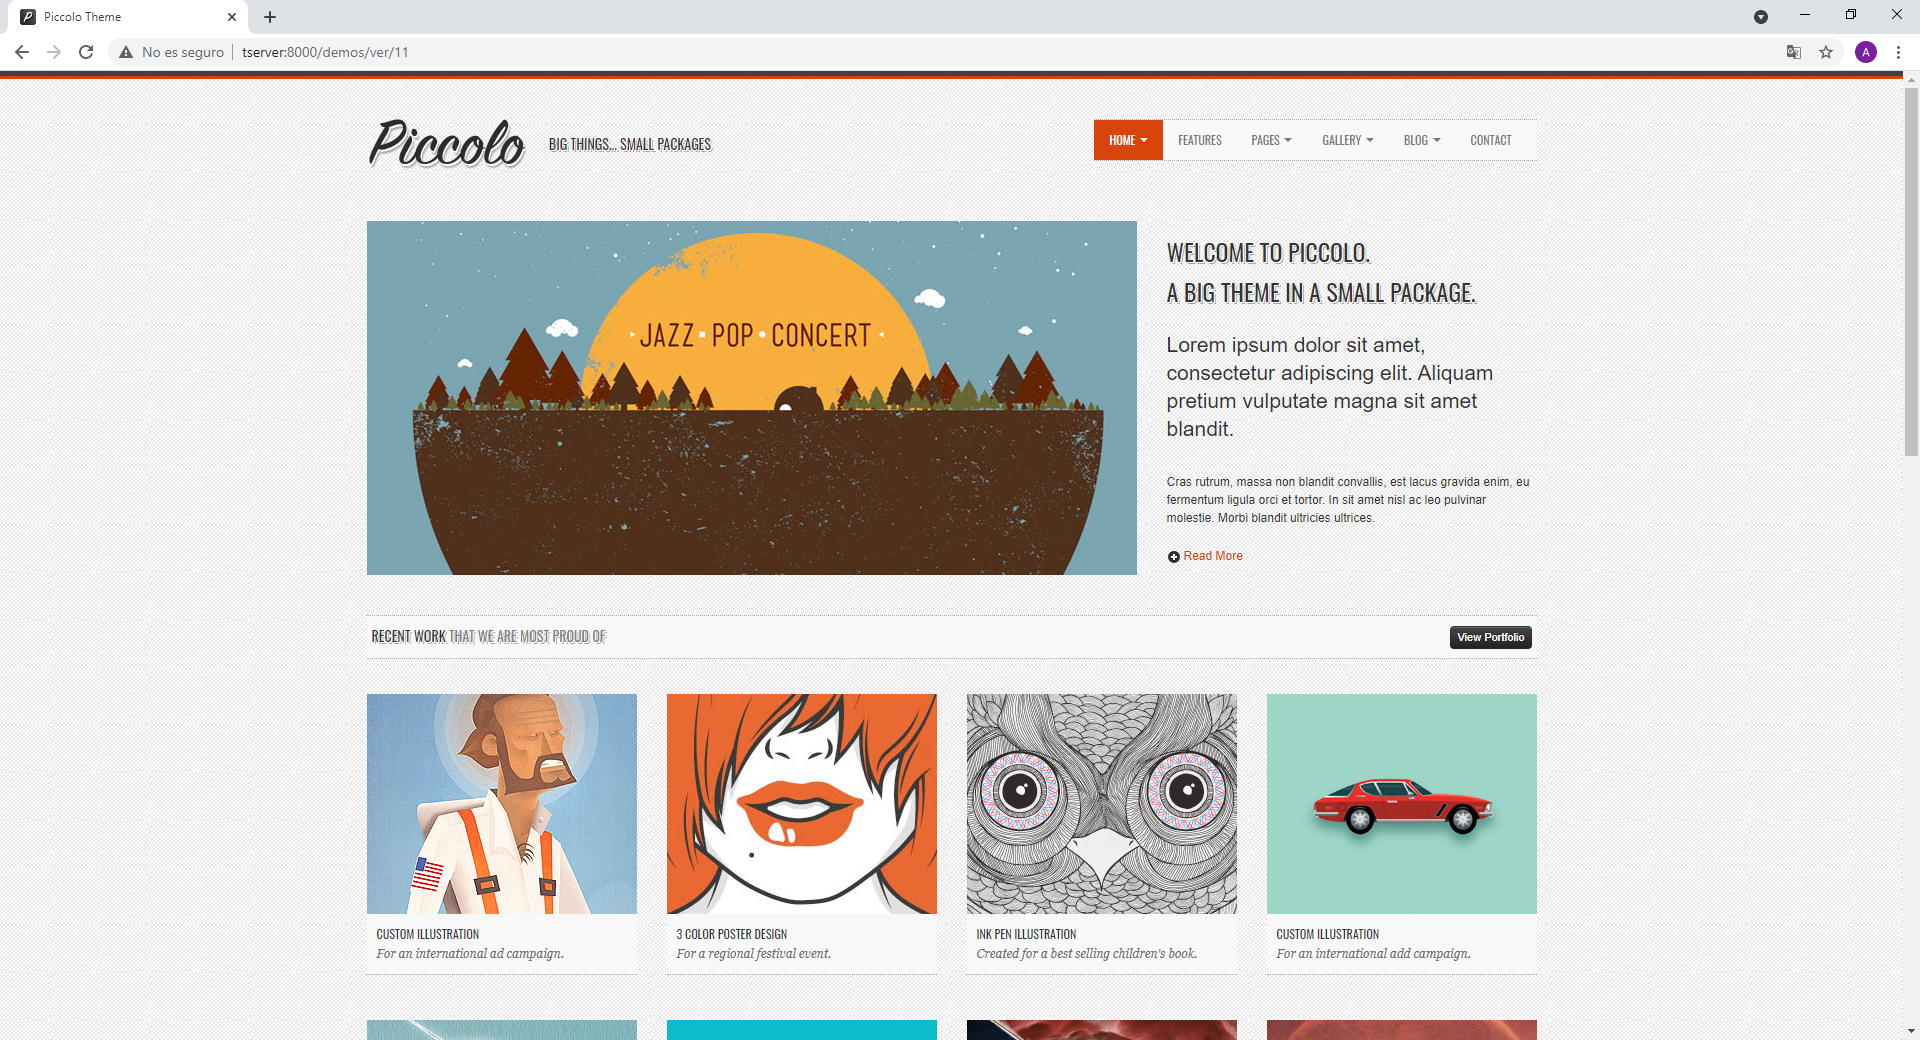 Piccolo Theme
No es seguro
tserver:8000/demos/ver/11
A
Piccolo
BIG THINGS... SMALL PACKAGES
HOME FEATURES PAGES GALLERY BLOG CONTACT
JAZZ • POP • CONCERT
WELCOME TO PICCOLO.
A BIG THEME IN A SMALL PACKAGE.
Lorem ipsum dolor sit amet,
consectetur adipiscing elit. Aliquam
pretium vulputate magna sit amet
blandit.
Cras rutrum, massa non blandit convallis, est lacus gravida enim, eu
fermentum ligula orci et tortor. In sit amet nisl ac leo pulvinar
molestie. Morbi blandit ultricies ultrices.
Read More
RECENT WORK THAT WE ARE MOST PROUD OF
View Portfolio
CUSTOM ILLUSTRATION
For an international ad campaign.
3 COLOR POSTER DESIGN
For a regional festival event.
INK PEN ILLUSTRATION
Created for a best selling children's book.
CUSTOM ILLUSTRATION
For an international add campaign.